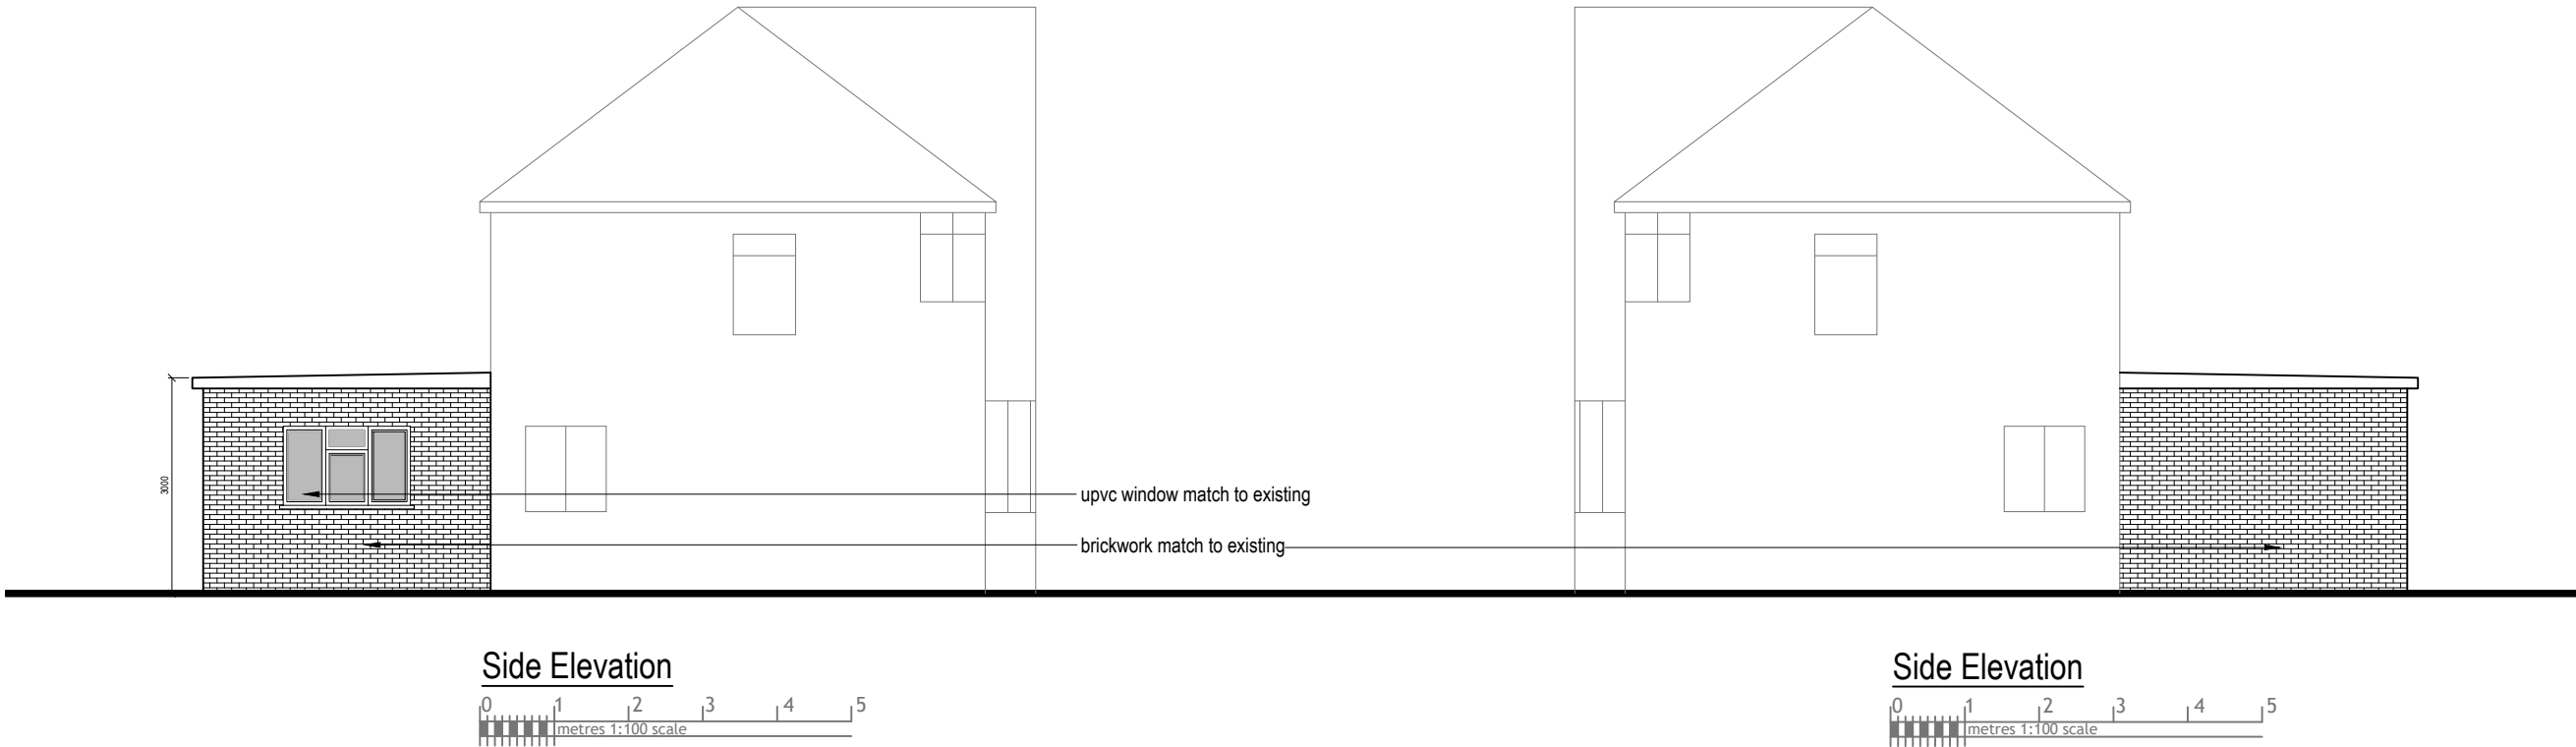 3000
upvc window match to existing
brickwork match to existing
Side Elevation
0 1 2 3 4 5
metres 1:100 scale
Side Elevation
0 1 2 3 4 5
metres 1:100 scale